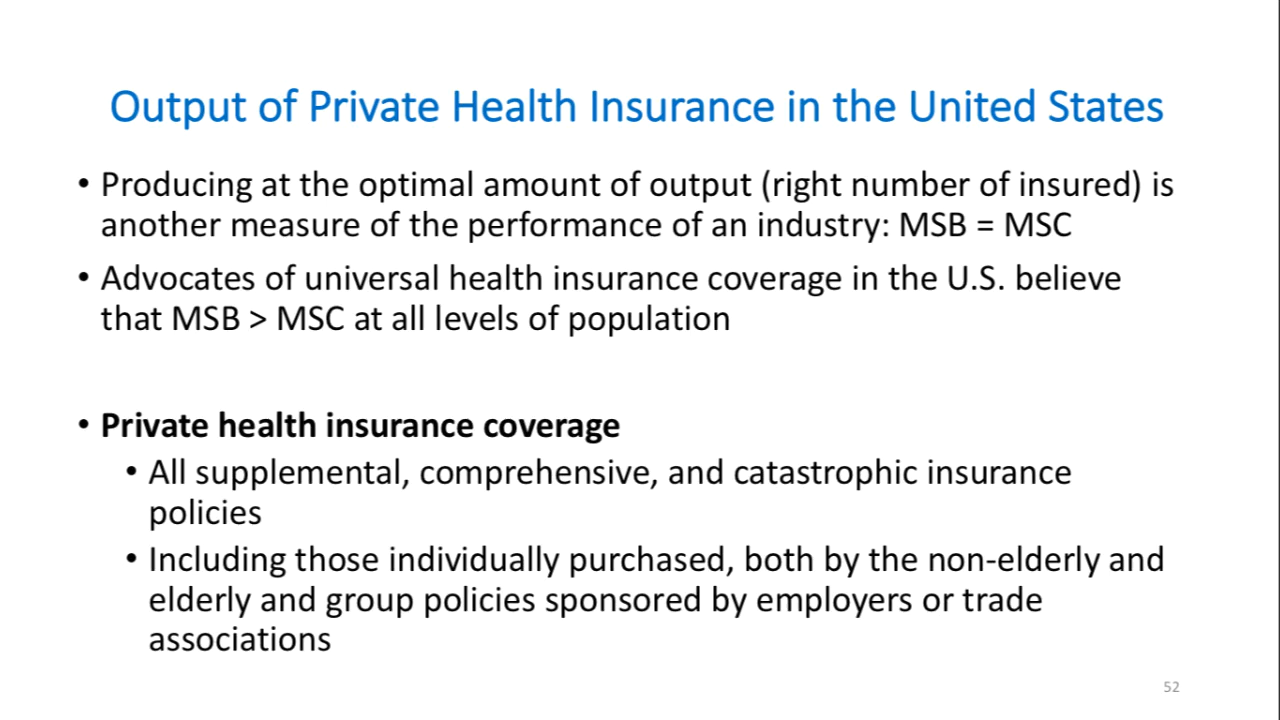 Output of Private Health Insurance in the United States
• Producing at the optimal amount of output (right number of insured) is
another measure of the performance of an industry: MSB = MSC
• Advocates of universal health insurance coverage in the U.S. believe
that MSB > MSC at all levels of population
• Private health insurance coverage
• All supplemental, comprehensive, and catastrophic insurance
policies
• Including those individually purchased, both by the non-elderly and
elderly and group policies sponsored by employers or trade
associations
52